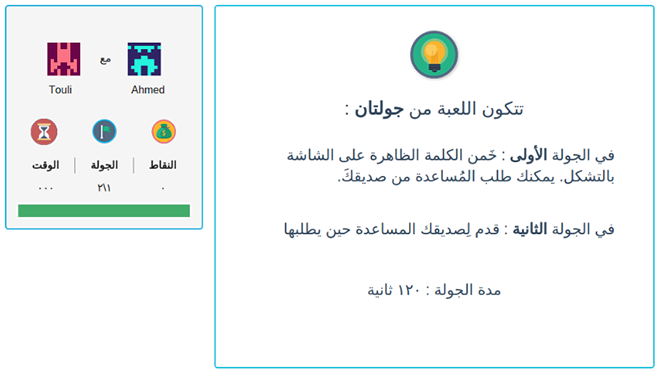 مع
Ahmed
Touli
النقاط
الجولة
الوقت
٠
٢\١
٠٠٠
تتكون اللعبة من جولتان :
في الجولة الأولى : خَمن الكلمة الظاهرة على الشاشة
بالتشكل. يمكنك طلب المُساعدة من صديقكَ.
في الجولة الثانية : قدم لِصديقك المساعدة حين يطلبها
مدة الجولة : ١٢٠ ثانية